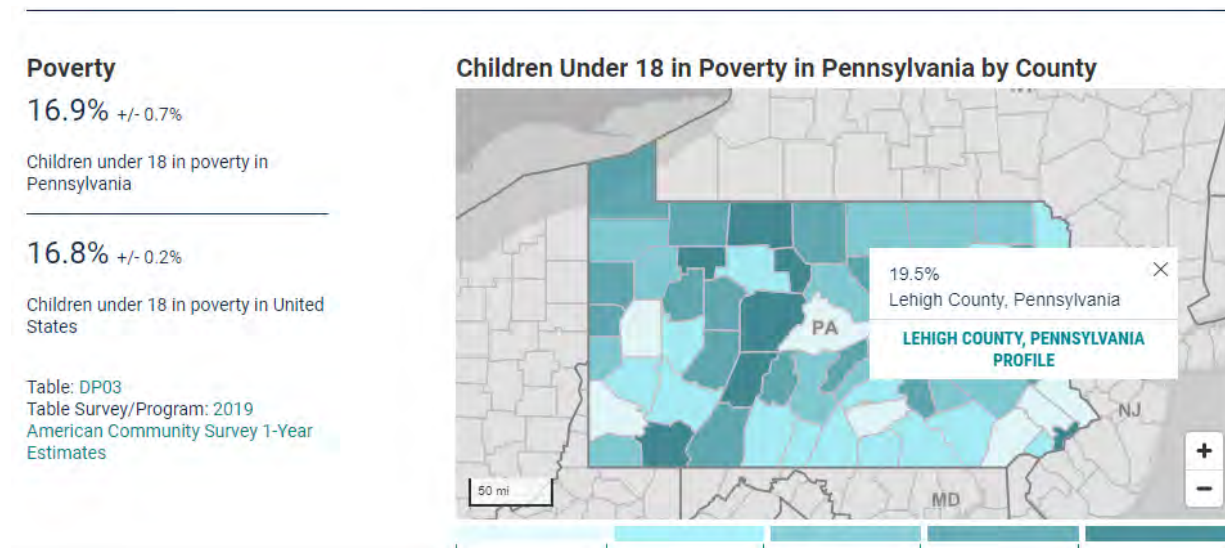 Poverty
16.9% +/- 0.7%
Children under 18 in poverty in
Pennsylvania
16.8% +/- 0.2%
Children under 18 in poverty in United
States
Table: DP03
Table Survey/Program: 2019
American Community Survey 1-Year
Estimates
Children Under 18 in Poverty in Pennsylvania by County
19.5%
Lehigh County, Pennsylvania
LEHIGH COUNTY, PENNSYLVANIA
PROFILE
PA
NJ
MD
50 mi
+
−